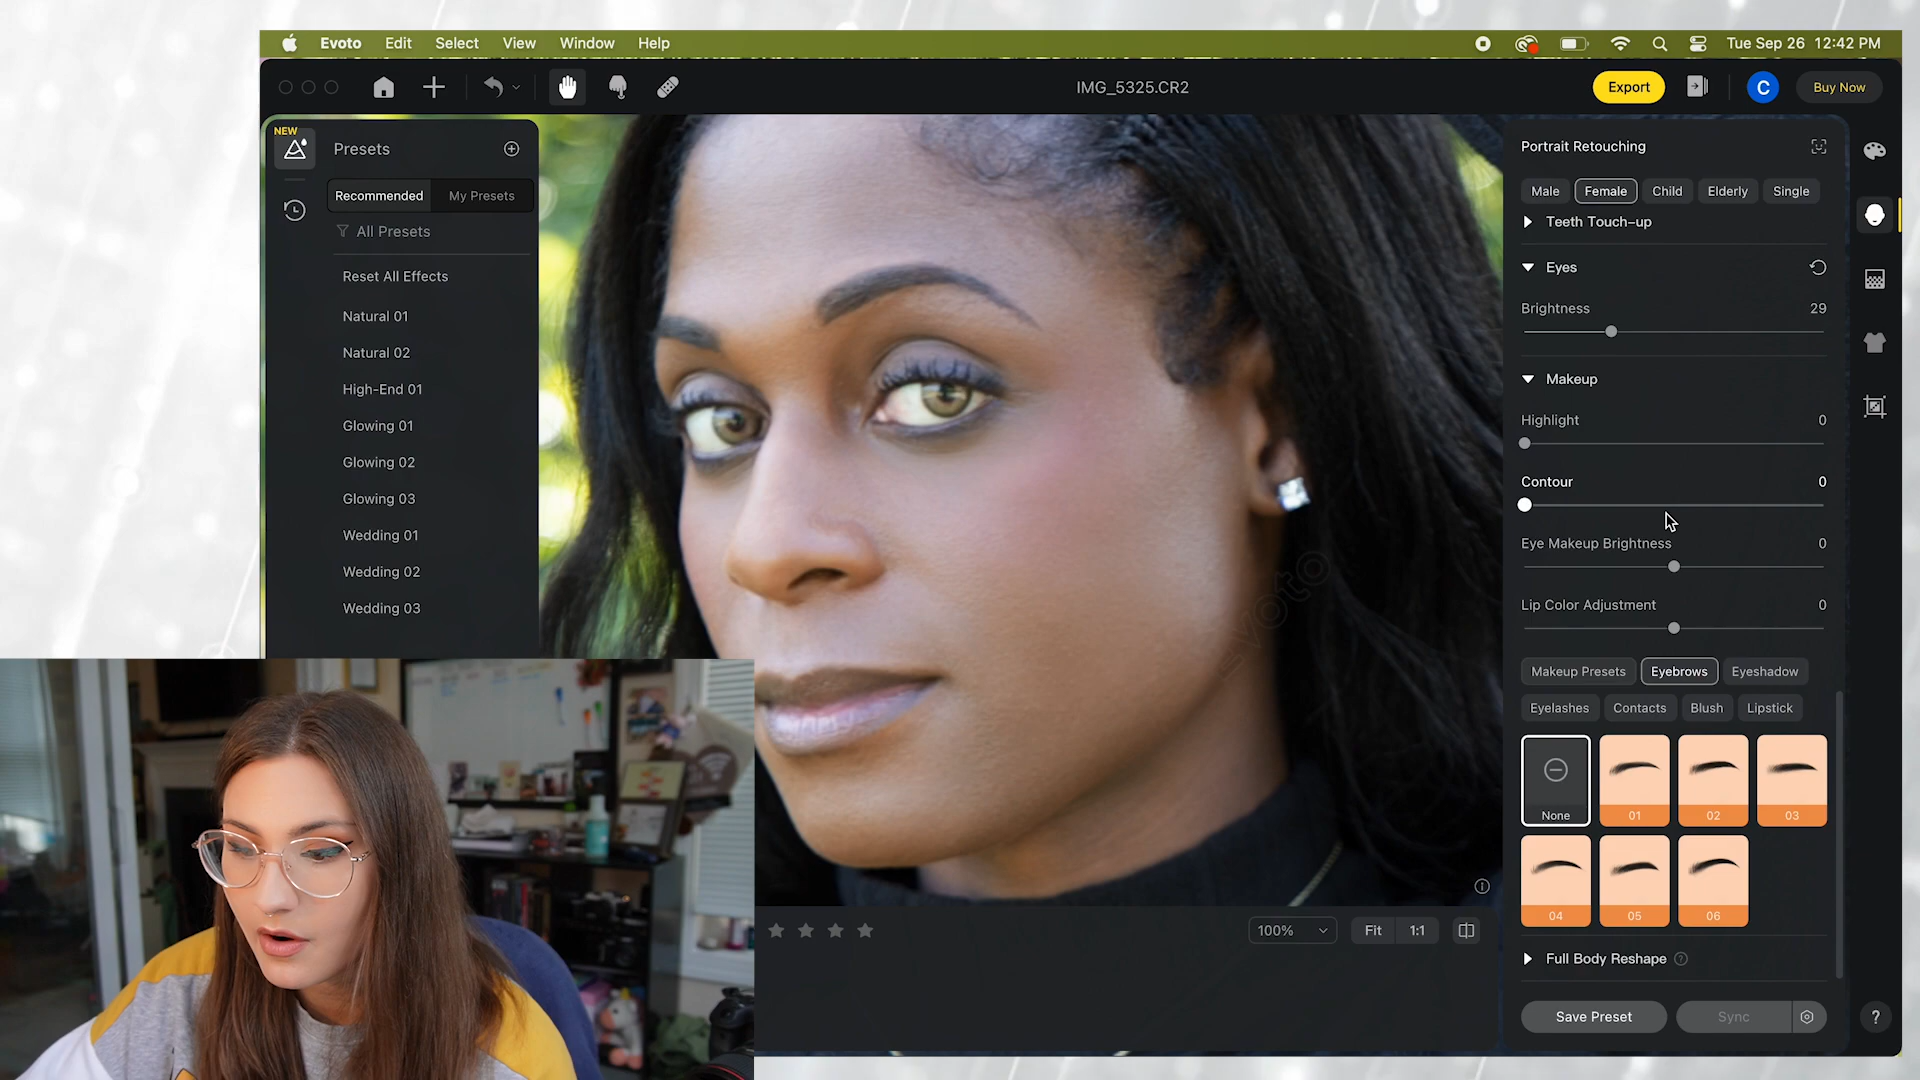 Evoto Edit Select View Window Help
Tue Sep 26 12:42 PM
IMG_5325.CR2
Export
C
Buy Now
NEW
Presets
Recommended
My Presets
All Presets
Reset All Effects
Natural 01
Natural 02
High-End 01
Glowing 01
Glowing 02
Glowing 03
Wedding 01
Wedding 02
Wedding 03
evoto
100%
Fit
1:1
Portrait Retouching
Male Female Child Elderly Single
Teeth Touch-up
Eyes
Brightness 29
Makeup
Highlight 0
Contour 0
Eye Makeup Brightness 0
Lip Color Adjustment 0
Makeup Presets Eyebrows Eyeshadow
Eyelashes Contacts Blush Lipstick
None 01 02 03
04 05 06
Full Body Reshape ?
Save Preset
Sync
?